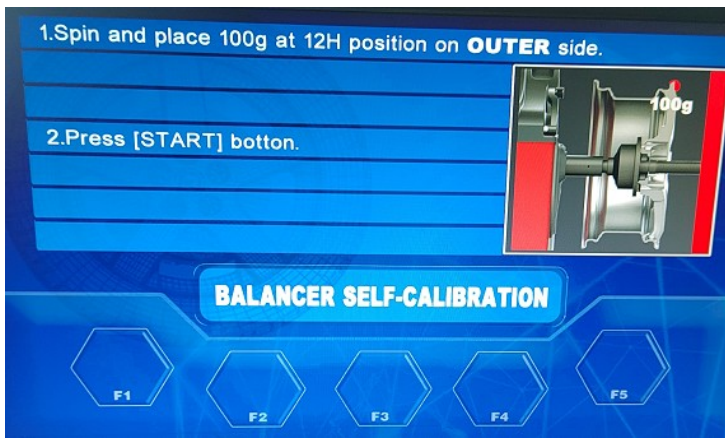 1.Spin and place 100g at 12H position on OUTER side.
100g
2.Press [START] botton.
BALANCER SELF-CALIBRATION
F1
F2
F3
F4
F5